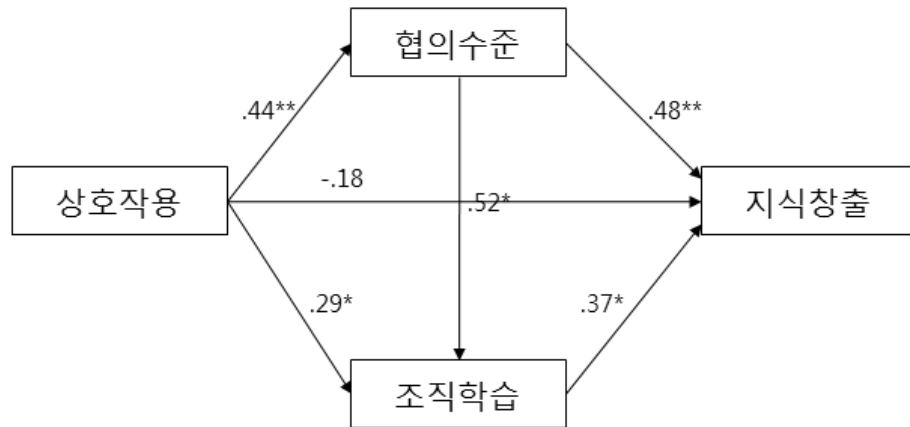 협의수준
.44**
.48**
-.18
상호작용
.52*
지식창출
.29*
.37*
조직학습